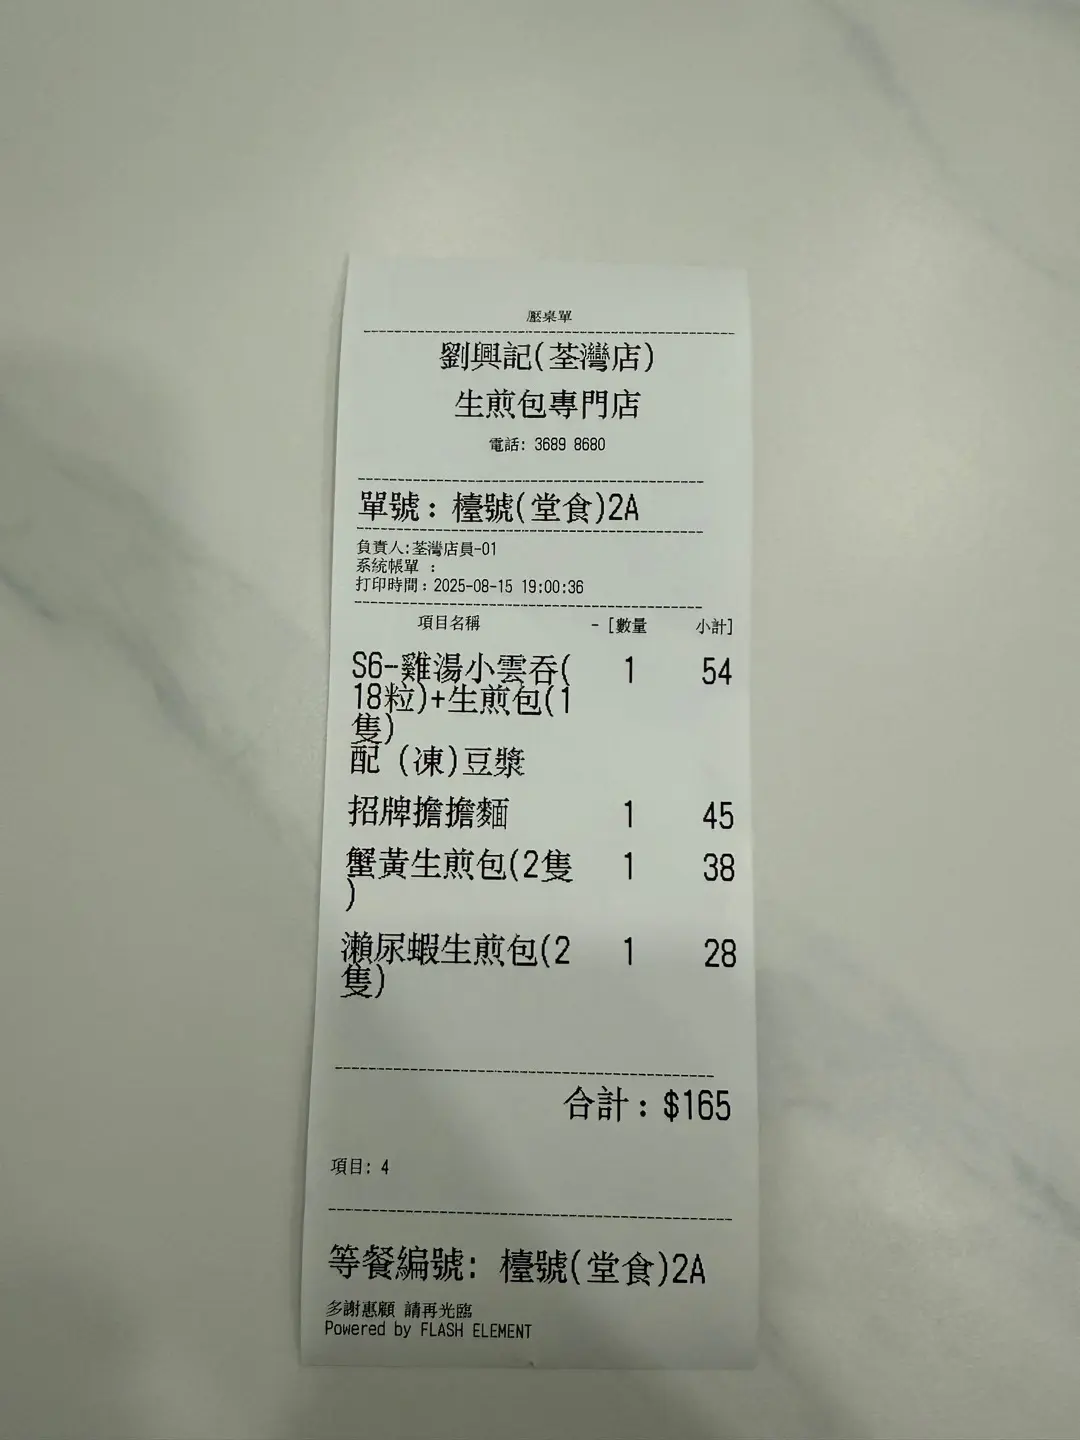 壓桌單
劉興記(荃灣店)
生煎包專門店
電話: 3689 8680
單號: 檯號(堂食)2A
負責人:荃灣店員-01
系統帳單 :
打印時間: 2025-08-15 19:00:36
項目名稱 - [數量 小計]
S6-雞湯小雲吞( 1 54
18粒)+生煎包(1
隻)
配 (凍)豆漿
招牌擔擔麵 1 45
蟹黃生煎包(2隻 1 38
)
瀨尿蝦生煎包(2 1 28
隻)
合計: $165
項目: 4
等餐編號: 檯號(堂食)2A
多謝惠顧 請再光臨
Powered by FLASH ELEMENT